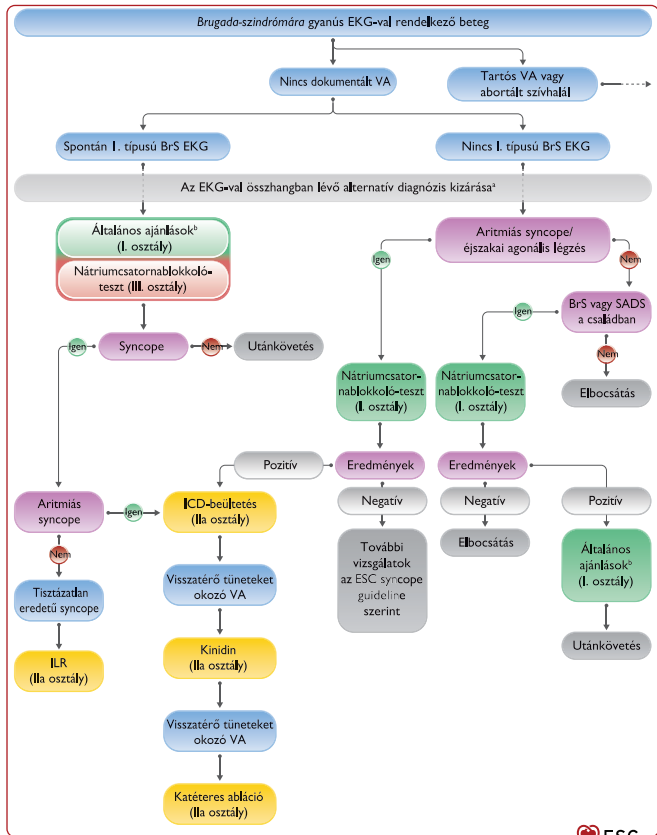 Brugada-szindrómára gyanús EKG-val rendelkező beteg
Nincs dokumentált VA
Tartós VA vagy
abortált szívhalál
Spontán I. típusú BrS EKG
Nincs I. típusú BrS EKG
Az EKG-val összhangban lévő alternatív diagnózis kizárásaᵃ
Általános ajánlásokᵇ
(I. osztály)
Nátriumcsatornablokkoló-
teszt (III. osztály)
Aritmiás syncope/
éjszakai agonális légzés
Igen
Nem
BrS vagy SADS
a családban
Igen
Nem
Elbocsátás
Igen
Syncope
Nem
Utánkövetés
Nátriumcsator-
nablokkoló-teszt
(I. osztály)
Nátriumcsator-
nablokkoló-teszt
(I. osztály)
Pozitív
Eredmények
Eredmények
Negatív
Negatív
Pozitív
Aritmiás
syncope
Igen
ICD-beültetés
(IIa osztály)
További
vizsgálatok
az ESC syncope
guideline
szerint
Elbocsátás
Általános
ajánlásokᵇ
(I. osztály)
Nem
Tisztázatlan
eredetű syncope
Visszatérő tüneteket
okozó VA
Utánkövetés
ILR
(IIa osztály)
Kinidin
(IIa osztály)
Visszatérő tüneteket
okozó VA
Katéteres abláció
(IIa osztály)
ESC